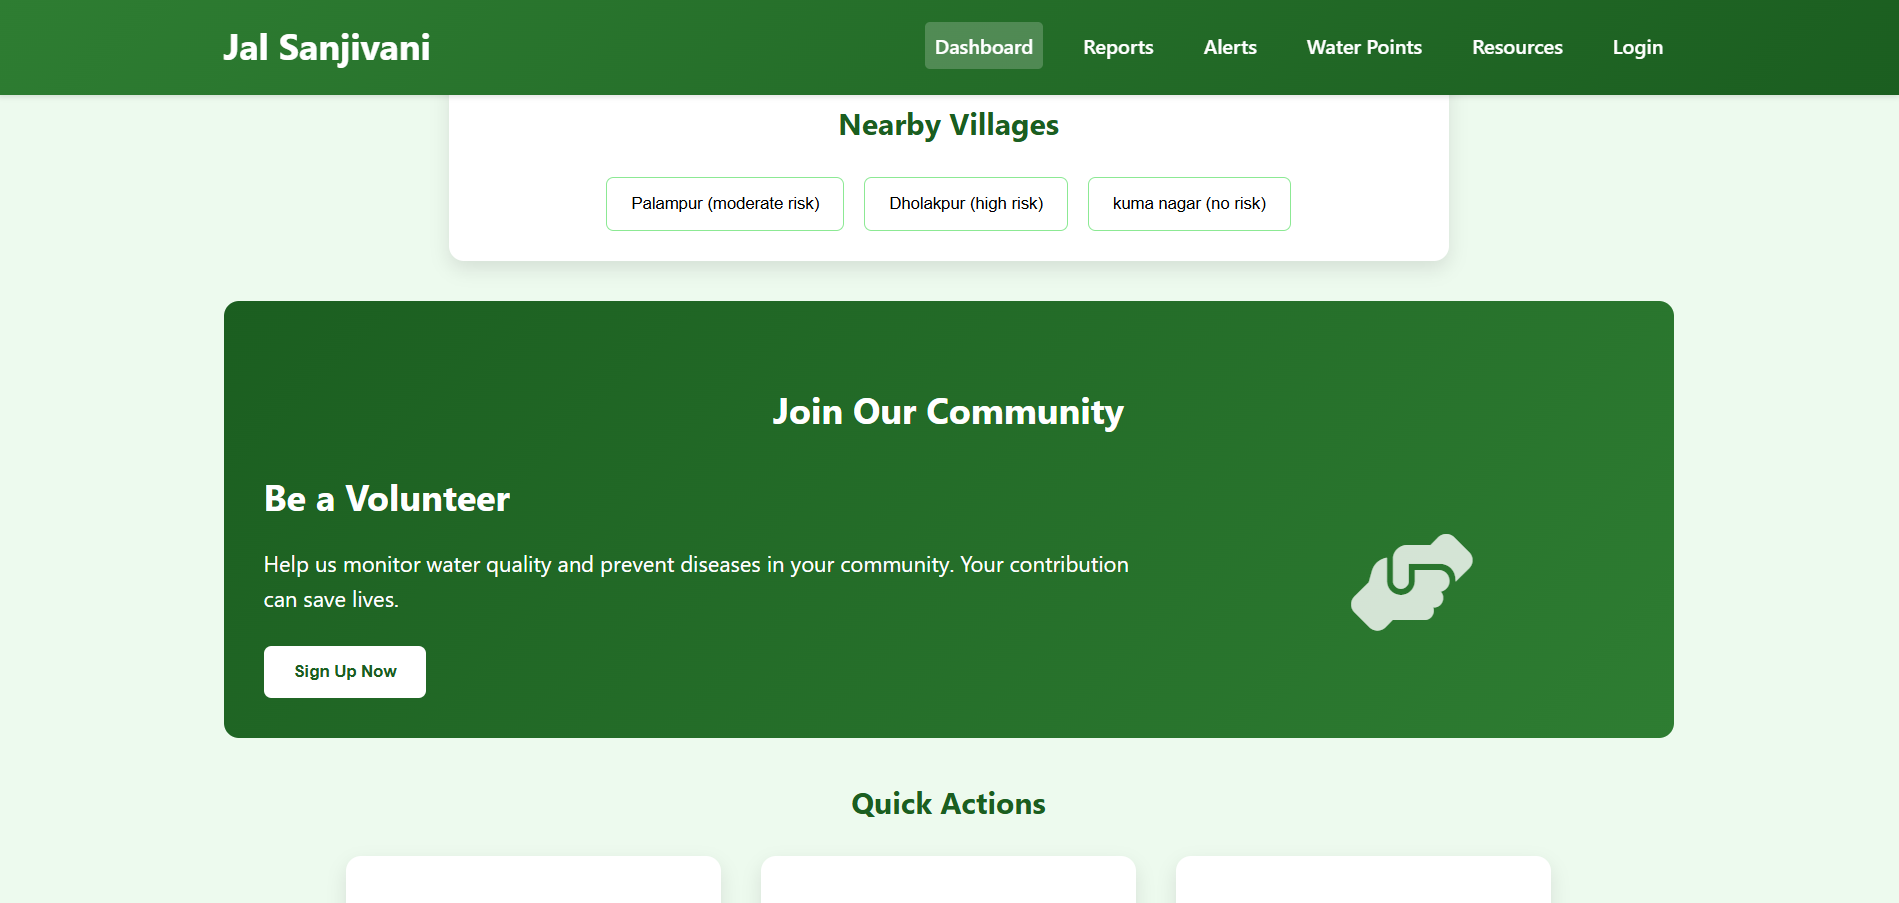 Jal Sanjivani
Dashboard
Reports
Alerts
Water Points
Resources
Login
Nearby Villages
Palampur (moderate risk)
Dholakpur (high risk)
kuma nagar (no risk)
Join Our Community
Be a Volunteer
Help us monitor water quality and prevent diseases in your community. Your contribution
can save lives.
Sign Up Now
Quick Actions